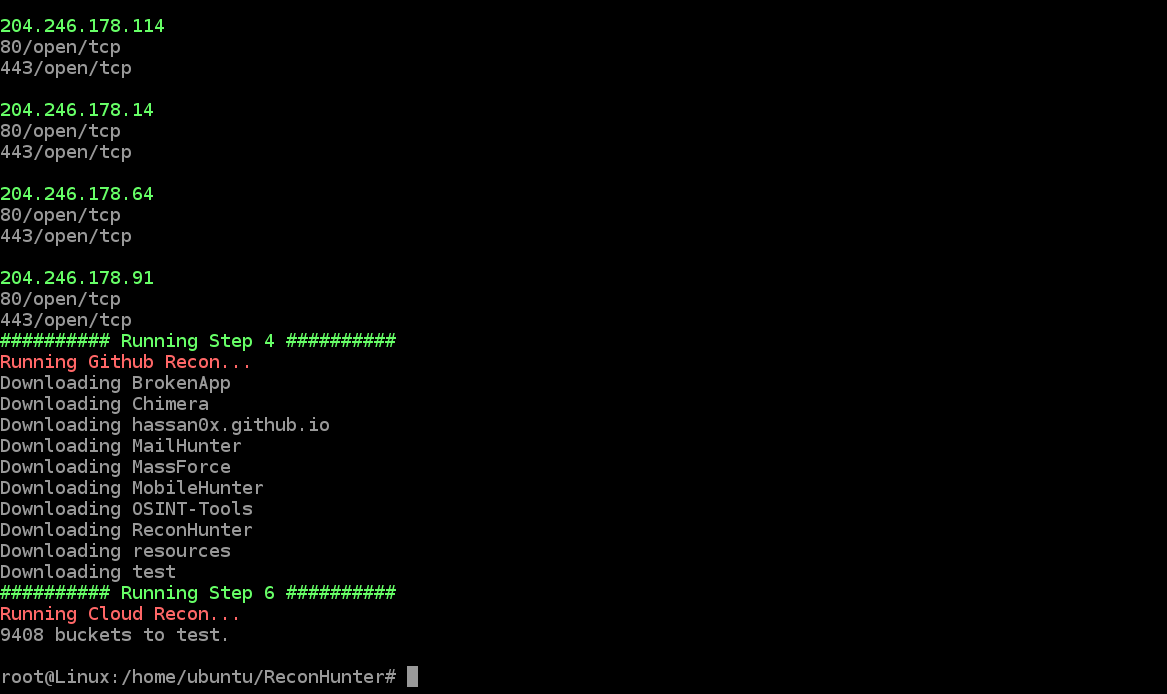 204.246.178.114
80/open/tcp
443/open/tcp
204.246.178.14
80/open/tcp
443/open/tcp
204.246.178.64
80/open/tcp
443/open/tcp
204.246.178.91
80/open/tcp
443/open/tcp
########## Running Step 4 ##########
Running Github Recon...
Downloading BrokenApp
Downloading Chimera
Downloading hassan0x.github.io
Downloading MailHunter
Downloading MassForce
Downloading MobileHunter
Downloading OSINT-Tools
Downloading ReconHunter
Downloading resources
Downloading test
########## Running Step 6 ##########
Running Cloud Recon...
9408 buckets to test.
root@Linux:/home/ubuntu/ReconHunter#